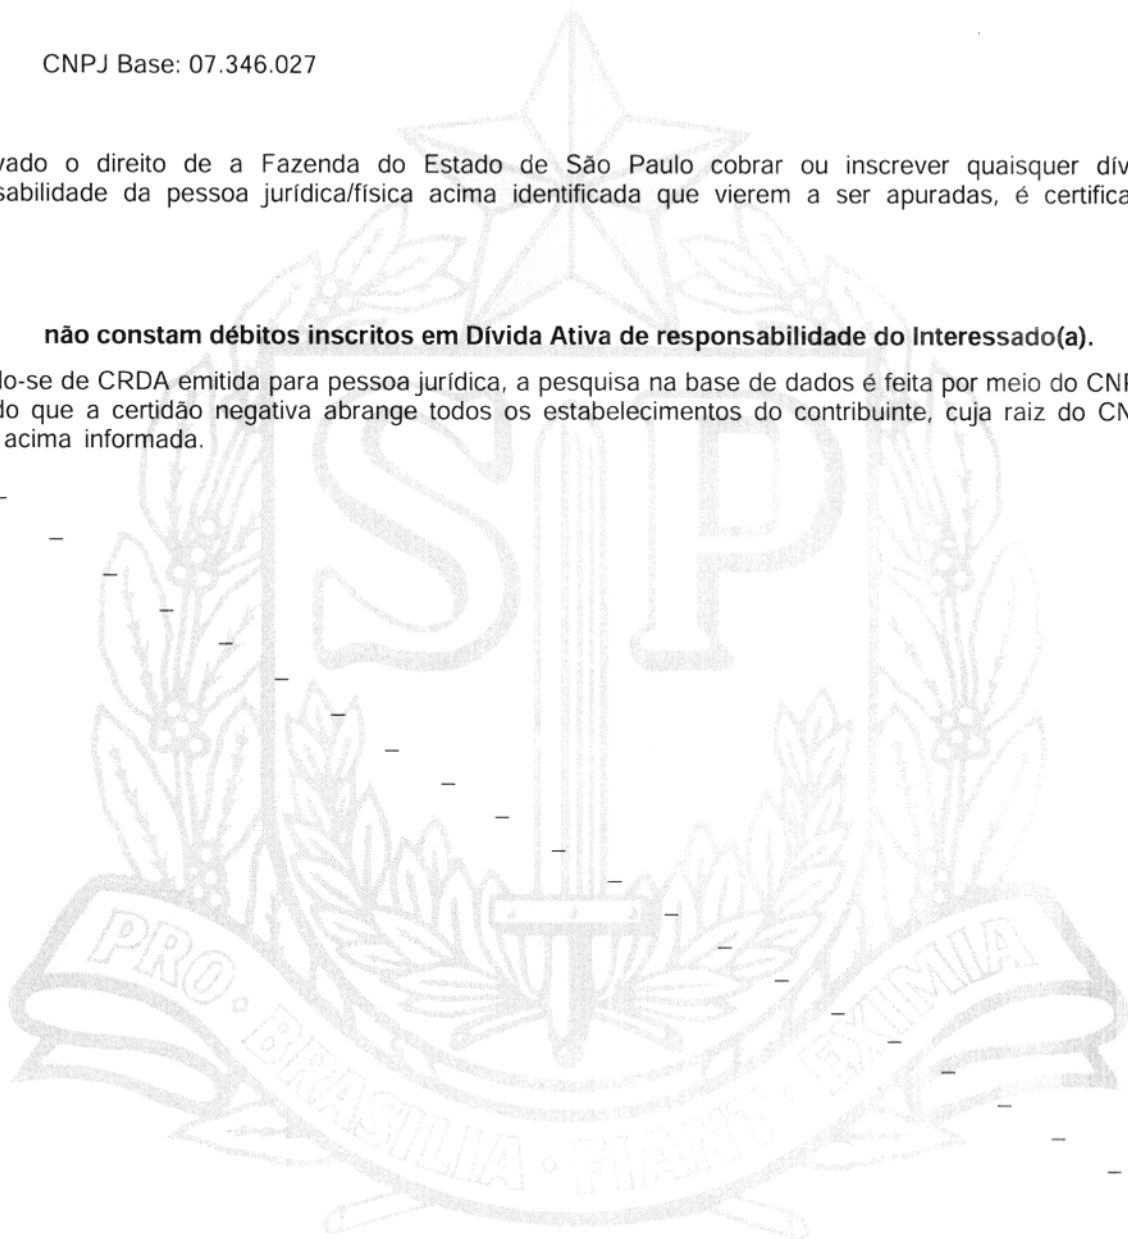 CNPJ Base: 07.346.027
vado o direito de a Fazenda do Estado de São Paulo cobrar ou inscrever quaisquer dív
sabilidade da pessoa jurídica/física acima identificada que vierem a ser apuradas, é certifica
não constam débitos inscritos em Dívida Ativa de responsabilidade do Interessado(a).
do-se de CRDA emitida para pessoa jurídica, a pesquisa na base de dados é feita por meio do CNP
do que a certidão negativa abrange todos os estabelecimentos do contribuinte, cuja raiz do CN
acima informada.
SP
PRO · BRASILIA · FIANT · EXIMIA